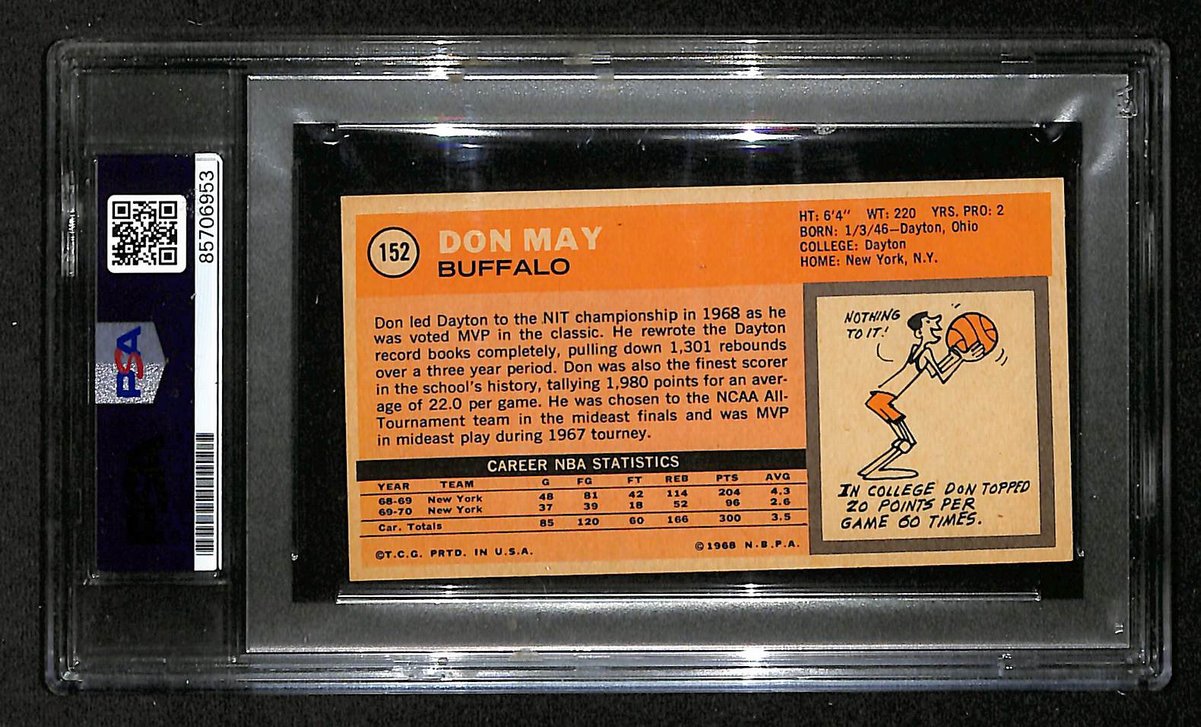 85706953
PSA
152
DON MAY
BUFFALO
HT: 6'4" WT: 220 YRS. PRO: 2
BORN: 1/3/46—Dayton, Ohio
COLLEGE: Dayton
HOME: New York, N.Y.
Don led Dayton to the NIT championship in 1968 as he
was voted MVP in the classic. He rewrote the Dayton
record books completely, pulling down 1,301 rebounds
over a three year period. Don was also the finest scorer
in the school's history, tallying 1,980 points for an aver-
age of 22.0 per game. He was chosen to the NCAA All-
Tournament team in the mideast finals and was MVP
in mideast play during 1967 tourney.
NOTHING
TO IT!
IN COLLEGE DON TOPPED
20 POINTS PER
GAME 60 TIMES.
CAREER NBA STATISTICS
YEAR TEAM G FG FT REB PTS AVG
68-69 New York 48 81 42 114 204 4.3
69-70 New York 37 39 18 52 96 2.6
Car. Totals 85 120 60 166 300 3.5
©T.C.G. PRTD. IN U.S.A. ©1968 N.B.P.A.